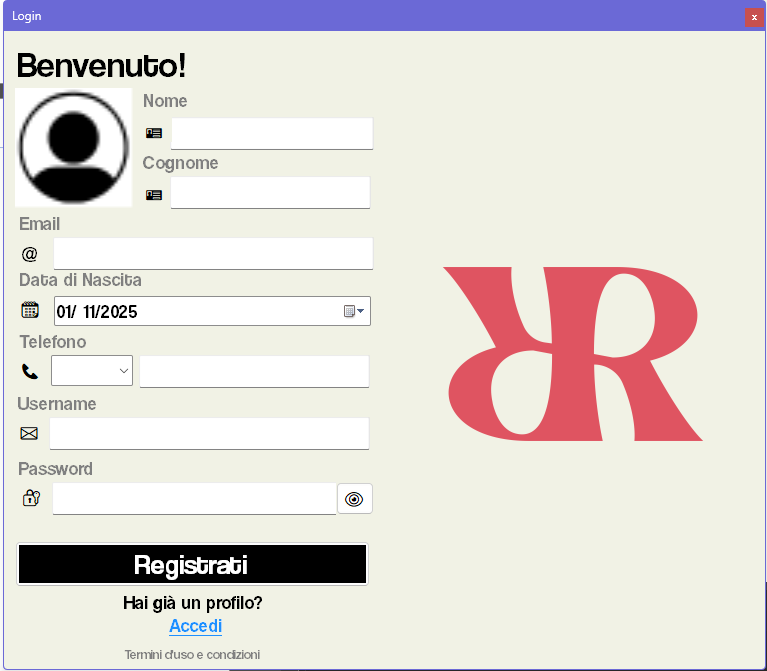 Login
x
Benvenuto!
Nome
Cognome
Email
@
Data di Nascita
01/ 11/2025
Telefono
Username
Password
Registrati
Hai già un profilo?
Accedi
Termini d'uso e condizioni